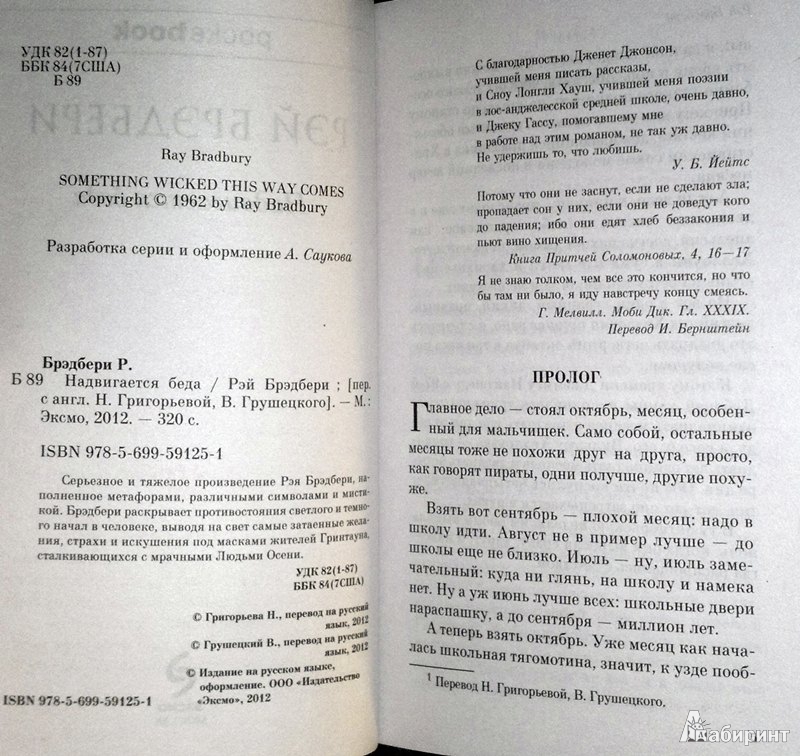 УДК 82(1-87)
ББК 84(7США)
Б 89
Ray Bradbury
SOMETHING WICKED THIS WAY COMES
Copyright © 1962 by Ray Bradbury
Разработка серии и оформление А. Саукова
Брэдбери Р.
Б 89 Надвигается беда / Рэй Брэдбери ; [пер.
с англ. Н. Григорьевой, В. Грушецкого]. — М.:
Эксмо, 2012. — 320 с.
ISBN 978-5-699-59125-1
Серьезное и тяжелое произведение Рэя Брэдбери, на-
полненное метафорами, различными символами и мисти-
кой. Брэдбери раскрывает противостояния светлого и темно-
го начал в человеке, выводя на свет самые затаенные жела-
ния, страхи и искушения под масками жителей Гринтауна,
сталкивающихся с мрачными Людьми Осени.
УДК 82(1-87)
ББК 84(7США)
© Григорьева Н., перевод на русский
язык, 2012
© Грушецкий В., перевод на русский
язык, 2012
© Издание на русском языке,
оформление. ООО «Издательство
«Эксмо», 2012
ISBN 978-5-699-59125-1
С благодарностью Дженет Джонсон,
учившей меня писать рассказы,
и Сноу Лонгли Хауш, учившей меня поэзии
в лос-анджелесской средней школе, очень давно,
и Джеку Гассу, помогавшему мне
в работе над этим романом, не так уж давно.
Не удержишь то, что любишь.
У. Б. Йейтс
Потому что они не заснут, если не сделают зла;
пропадает сон у них, если они не доведут кого
до падения; ибо они едят хлеб беззакония и
пьют вино хищения.
Книга Притчей Соломоновых, 4, 16—17
Я не знаю толком, чем все это кончится, но что
бы там ни было, я иду навстречу концу смеясь.
Г. Мелвилл. Моби Дик. Гл. XXXIX.
Перевод И. Бернштейн
ПРОЛОГ
Главное дело — стоял октябрь, месяц, особен-
ный для мальчишек. Само собой, остальные
месяцы тоже не похожи друг на друга, просто,
как говорят пираты, одни получше, другие поху-
же.
Взять вот сентябрь — плохой месяц: надо в
школу идти. Август не в пример лучше — до
школы еще не близко. Июль — ну, июль заме-
чательный: куда ни глянь, на школу и намека
нет. Ну а уж июнь лучше всех: школьные двери
нараспашку, а до сентября — миллион лет.
А теперь взять октябрь. Уже месяц как нача-
лась школьная тягомотина, значит, к узде пооб-
1 Перевод Н. Григорьевой, В. Грушецкого.
Лабиринт